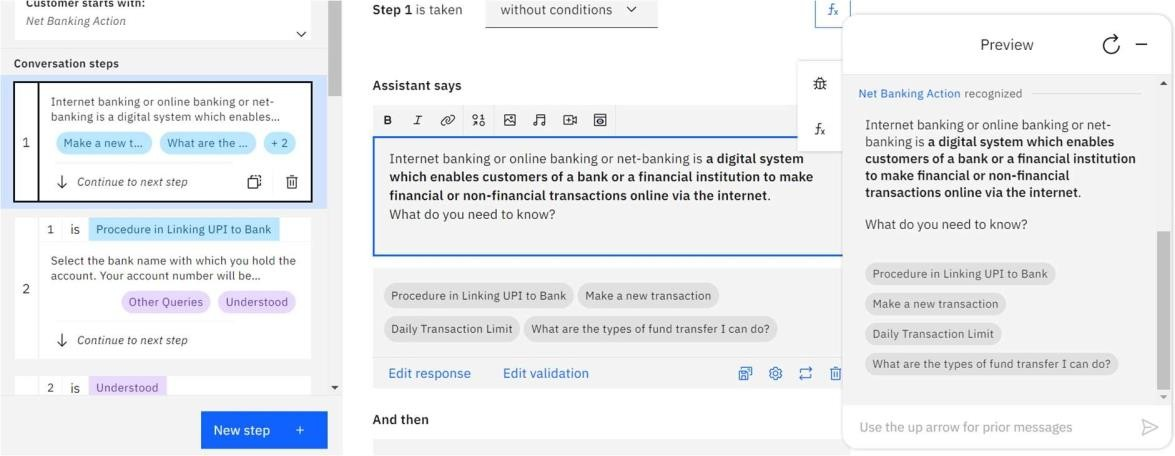 Customer starts with:
Net Banking Action
Conversation steps
1
Internet banking or online banking or net-
banking is a digital system which enables...
Make a new t... What are the ... + 2
Continue to next step
1 is Procedure in Linking UPI to Bank
2
Select the bank name with which you hold the
account. Your account number will be...
Other Queries Understood
Continue to next step
2 is Understood
New step +
Step 1 is taken without conditions fx
Assistant says
B I
fx
Internet banking or online banking or net-banking is a digital system
which enables customers of a bank or a financial institution to make
financial or non-financial transactions online via the internet.
What do you need to know?
Procedure in Linking UPI to Bank Make a new transaction
Daily Transaction Limit What are the types of fund transfer I can do?
Edit response Edit validation
And then
Preview
Net Banking Action recognized
Internet banking or online banking or net-
banking is a digital system which enables
customers of a bank or a financial institution
to make financial or non-financial
transactions online via the internet.
What do you need to know?
Procedure in Linking UPI to Bank
Make a new transaction
Daily Transaction Limit
What are the types of fund transfer I can do?
Use the up arrow for prior messages